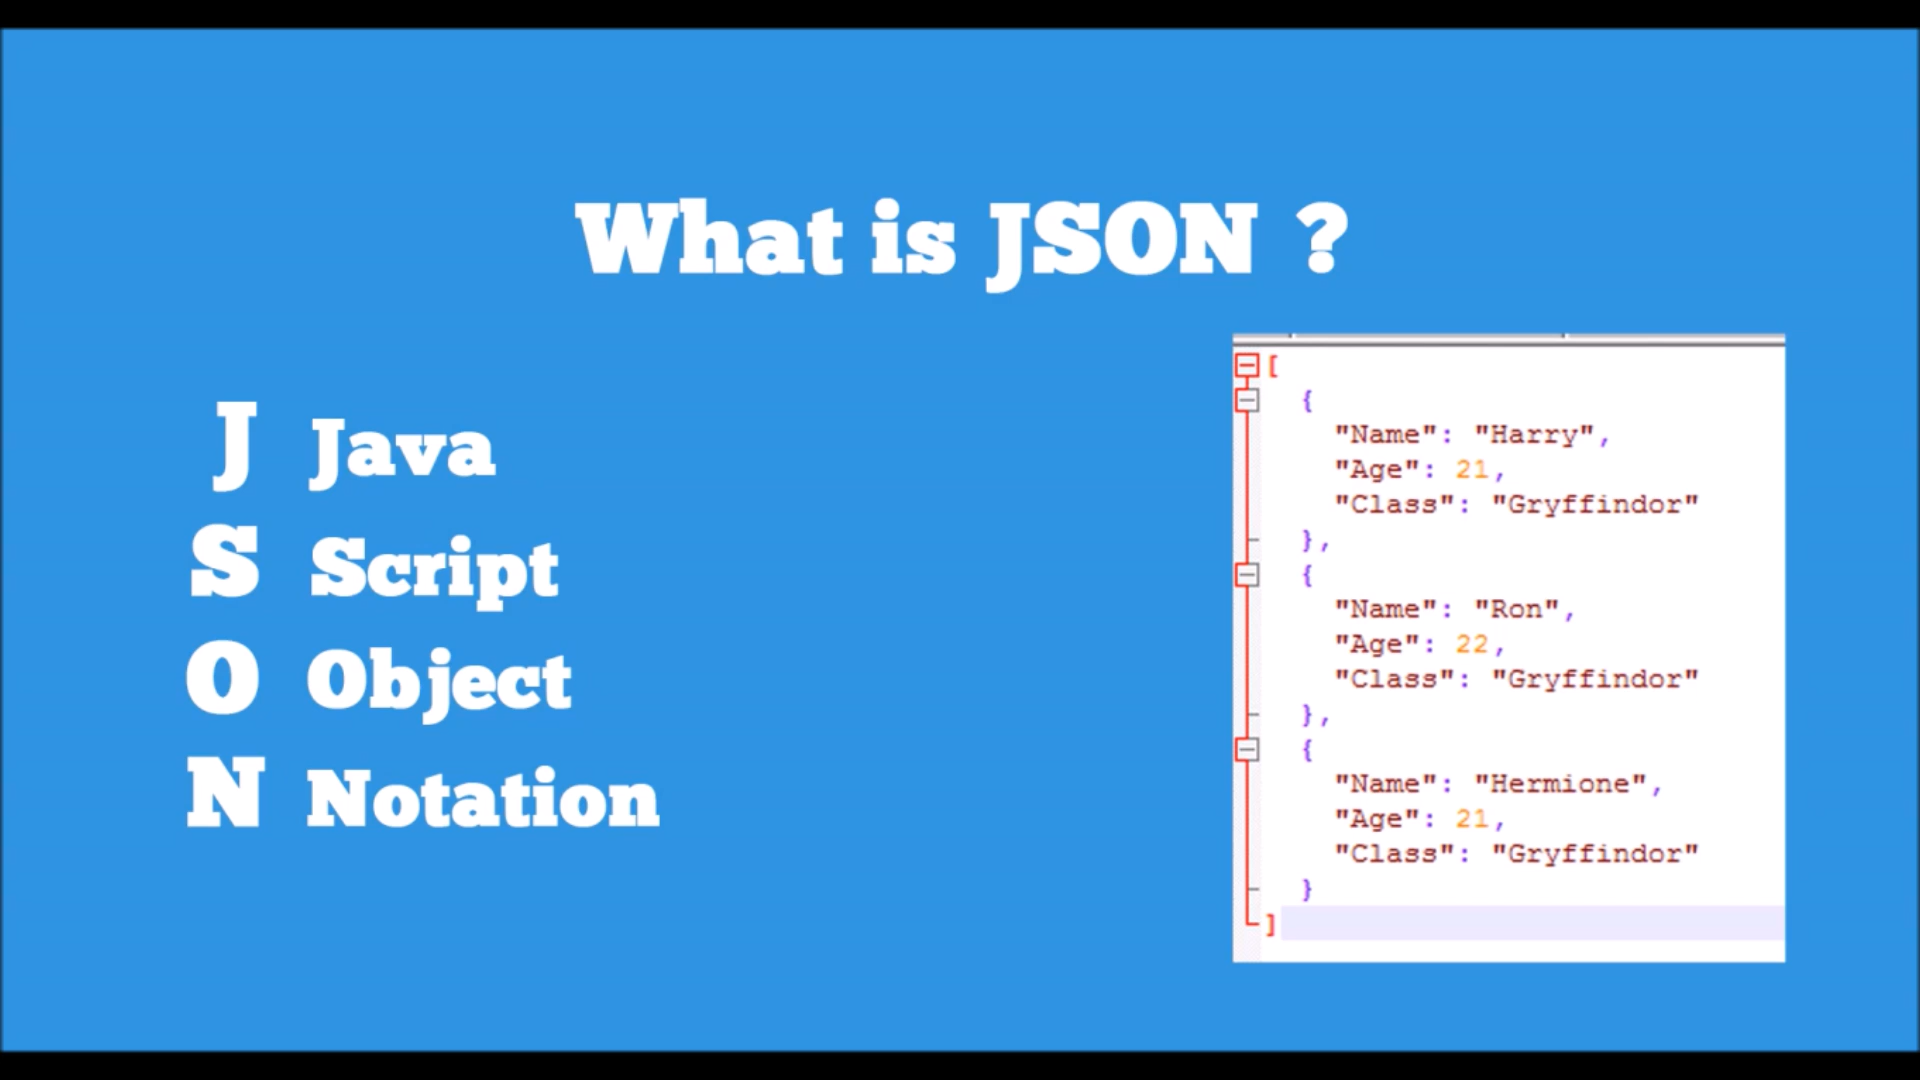 What is JSON ?
J Java
S Script
O Object
N Notation
[
{
"Name": "Harry",
"Age": 21,
"Class": "Gryffindor"
},
{
"Name": "Ron",
"Age": 22,
"Class": "Gryffindor"
},
{
"Name": "Hermione",
"Age": 21,
"Class": "Gryffindor"
}
]